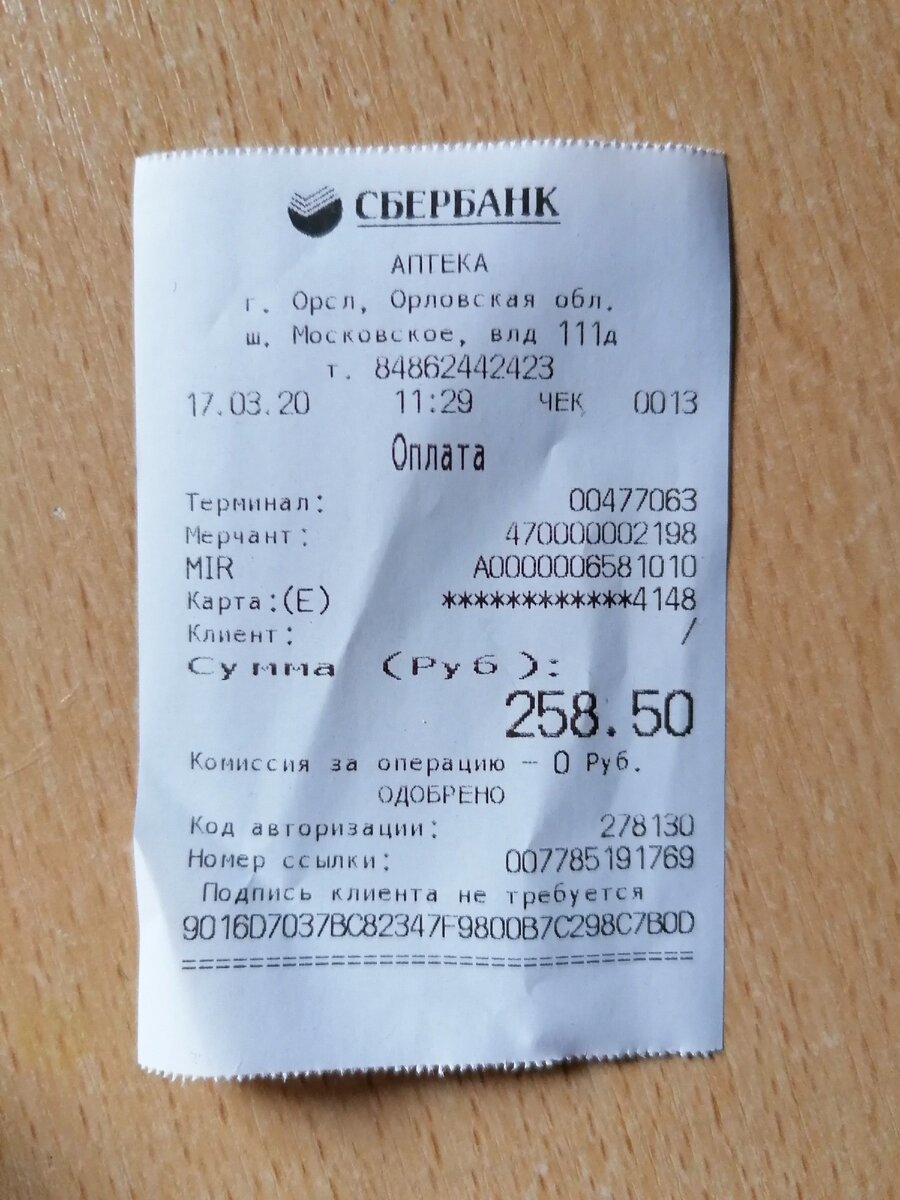 СБЕРБАНК
АПТЕКА
г. Орел, Орловская обл.
ш. Московское, влд 111д
т. 84862442423
17.03.20 11:29 ЧЕК 0013
Оплата
Терминал: 00477063
Мерчант: 470000002198
MIR A0000006581010
Карта:(E) ************4148
Клиент: /
Сумма (Руб):
258.50
Комиссия за операцию – 0 Руб.
ОДОБРЕНО
Код авторизации: 278130
Номер ссылки: 007785191769
Подпись клиента не требуется
9016D7037BC82347F9800B7C298C7B0D
================================